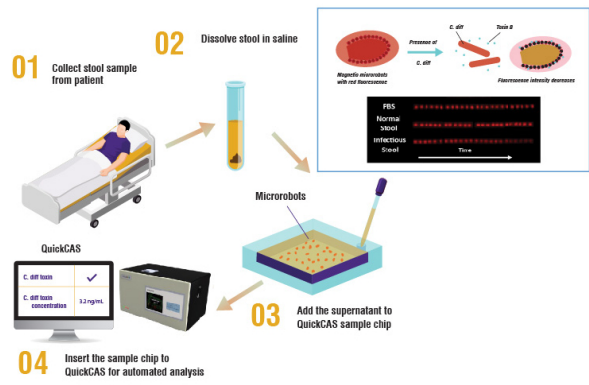 01
Collect stool sample
from patient
02
Dissolve stool in saline
C. diff
Toxin B
Presence of
C. diff
Magnetic microrobots
with red fluoresence
Fluoresence intensity decreases
PBS
Normal
Stool
Infectious
Stool
Time
Microrobots
03
Add the supernatant to
QuickCAS sample chip
QuickCAS
C. diff toxin
C. diff toxin
concentration
3.2 ng/mL
04
Insert the sample chip to
QuickCAS for automated analysis